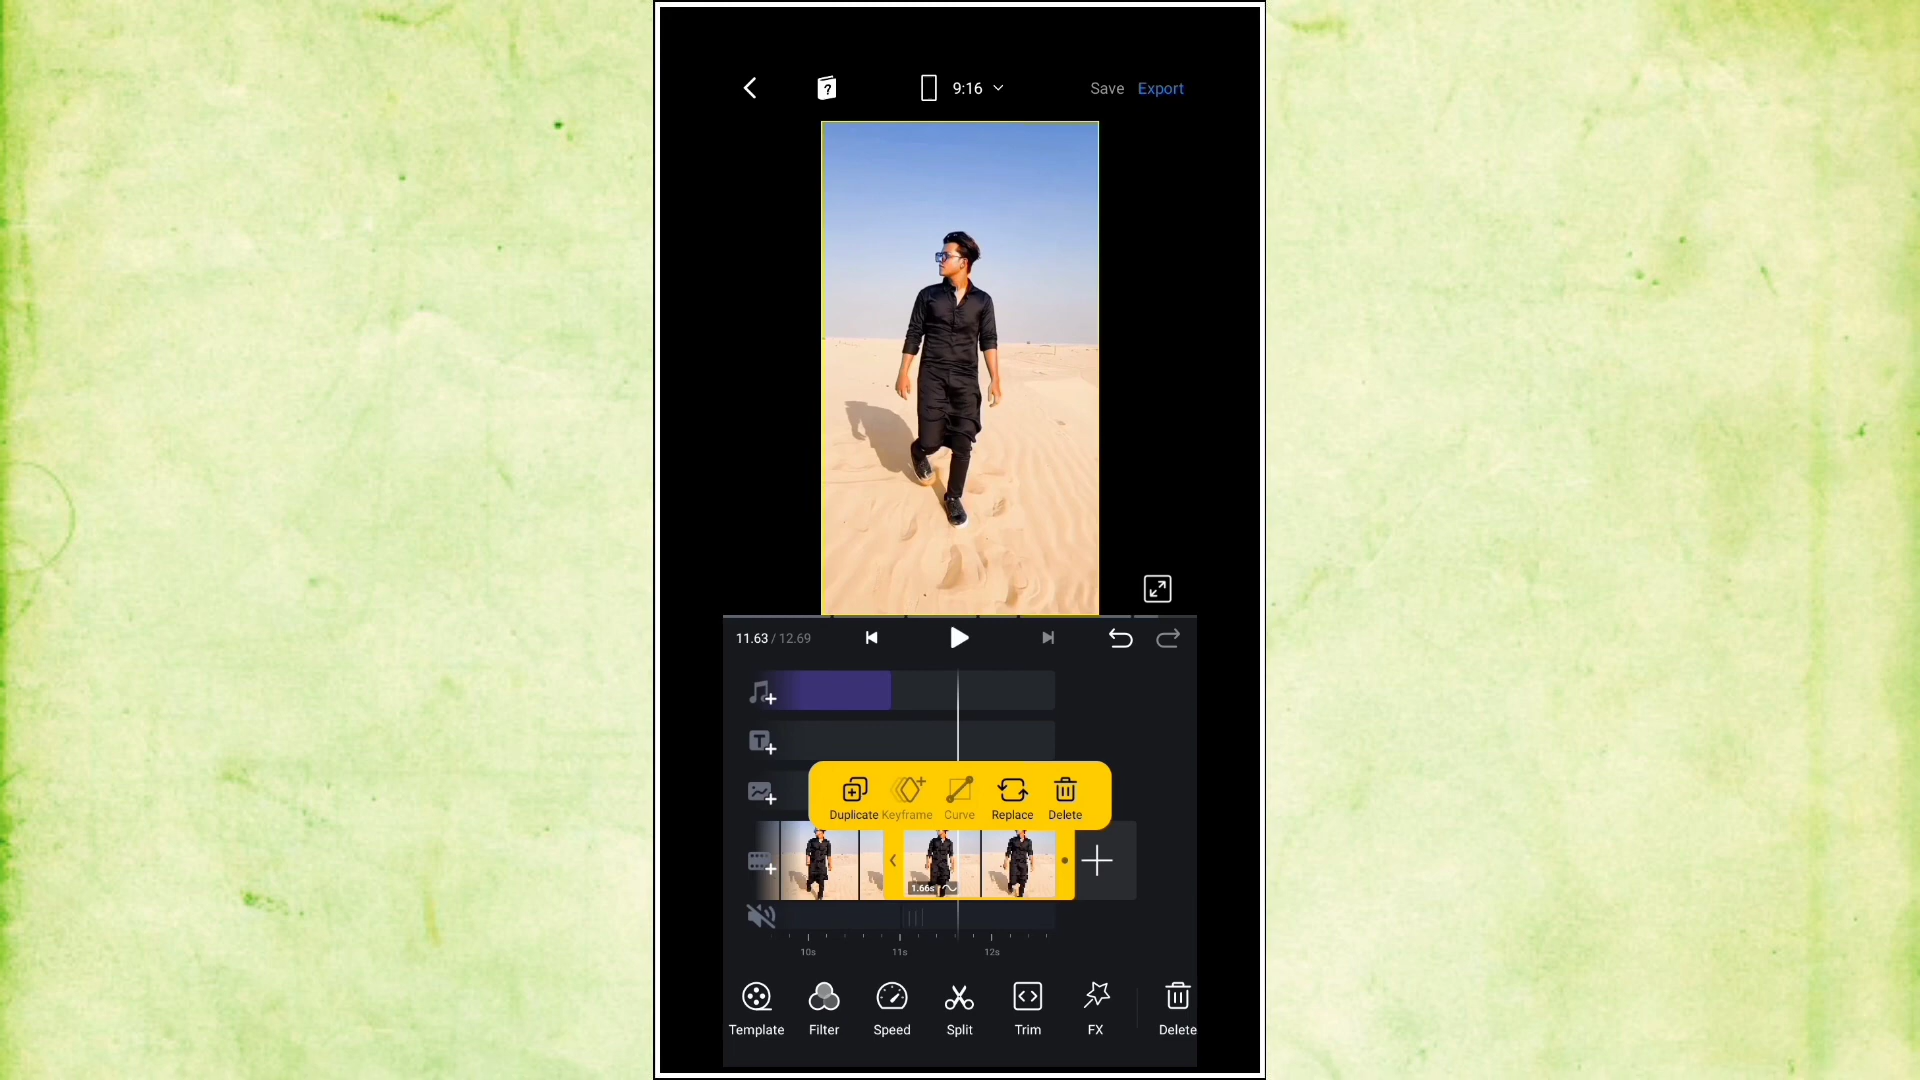 ?
9:16
Save
Export
11.63 / 12.69
T
Duplicate
Keyframe
Curve
Replace
Delete
1.66s
10s
11s
12s
Template
Filter
Speed
Split
Trim
FX
Delete